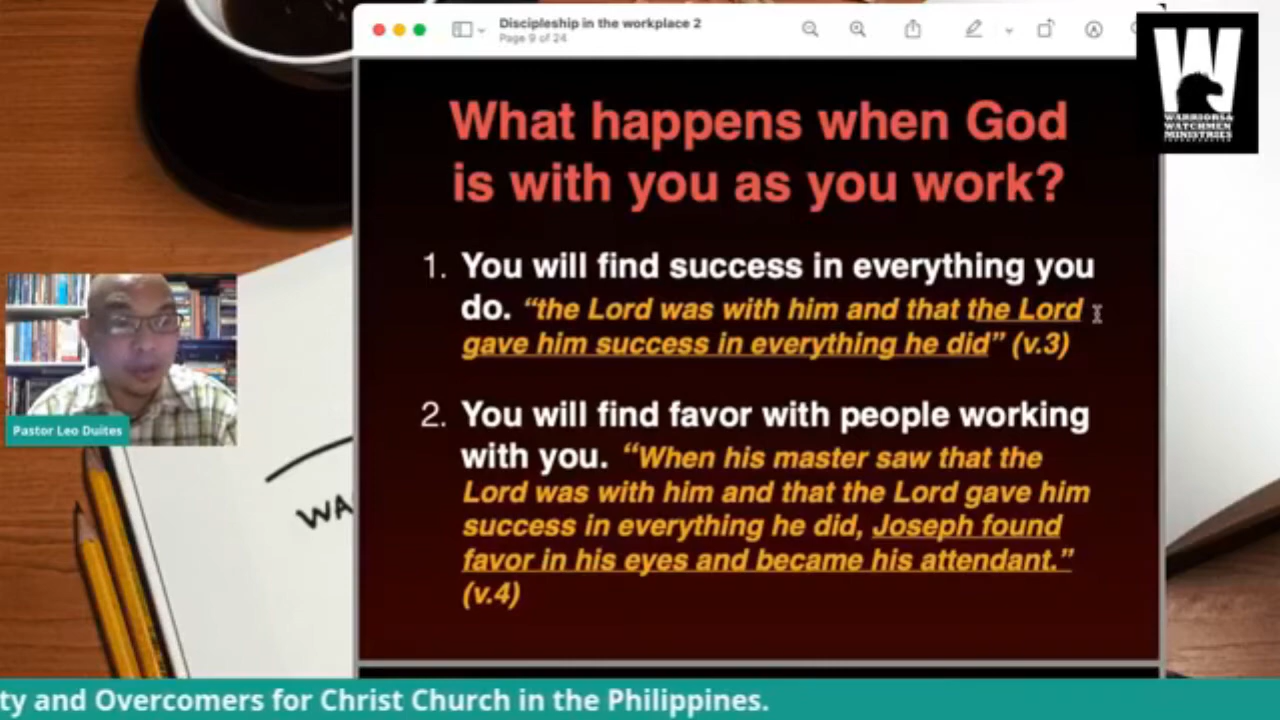 Discipleship in the workplace 2
Page 9 of 24
W
WARRIORS &
WATCHMEN
MINISTRIES
INCORPORATED
What happens when God
is with you as you work?
1. You will find success in everything you
do. “the Lord was with him and that the Lord
gave him success in everything he did” (v.3)
2. You will find favor with people working
with you. “When his master saw that the
Lord was with him and that the Lord gave him
success in everything he did, Joseph found
favor in his eyes and became his attendant.”
(v.4)
Pastor Leo Duites
WA
ty and Overcomers for Christ Church in the Philippines.